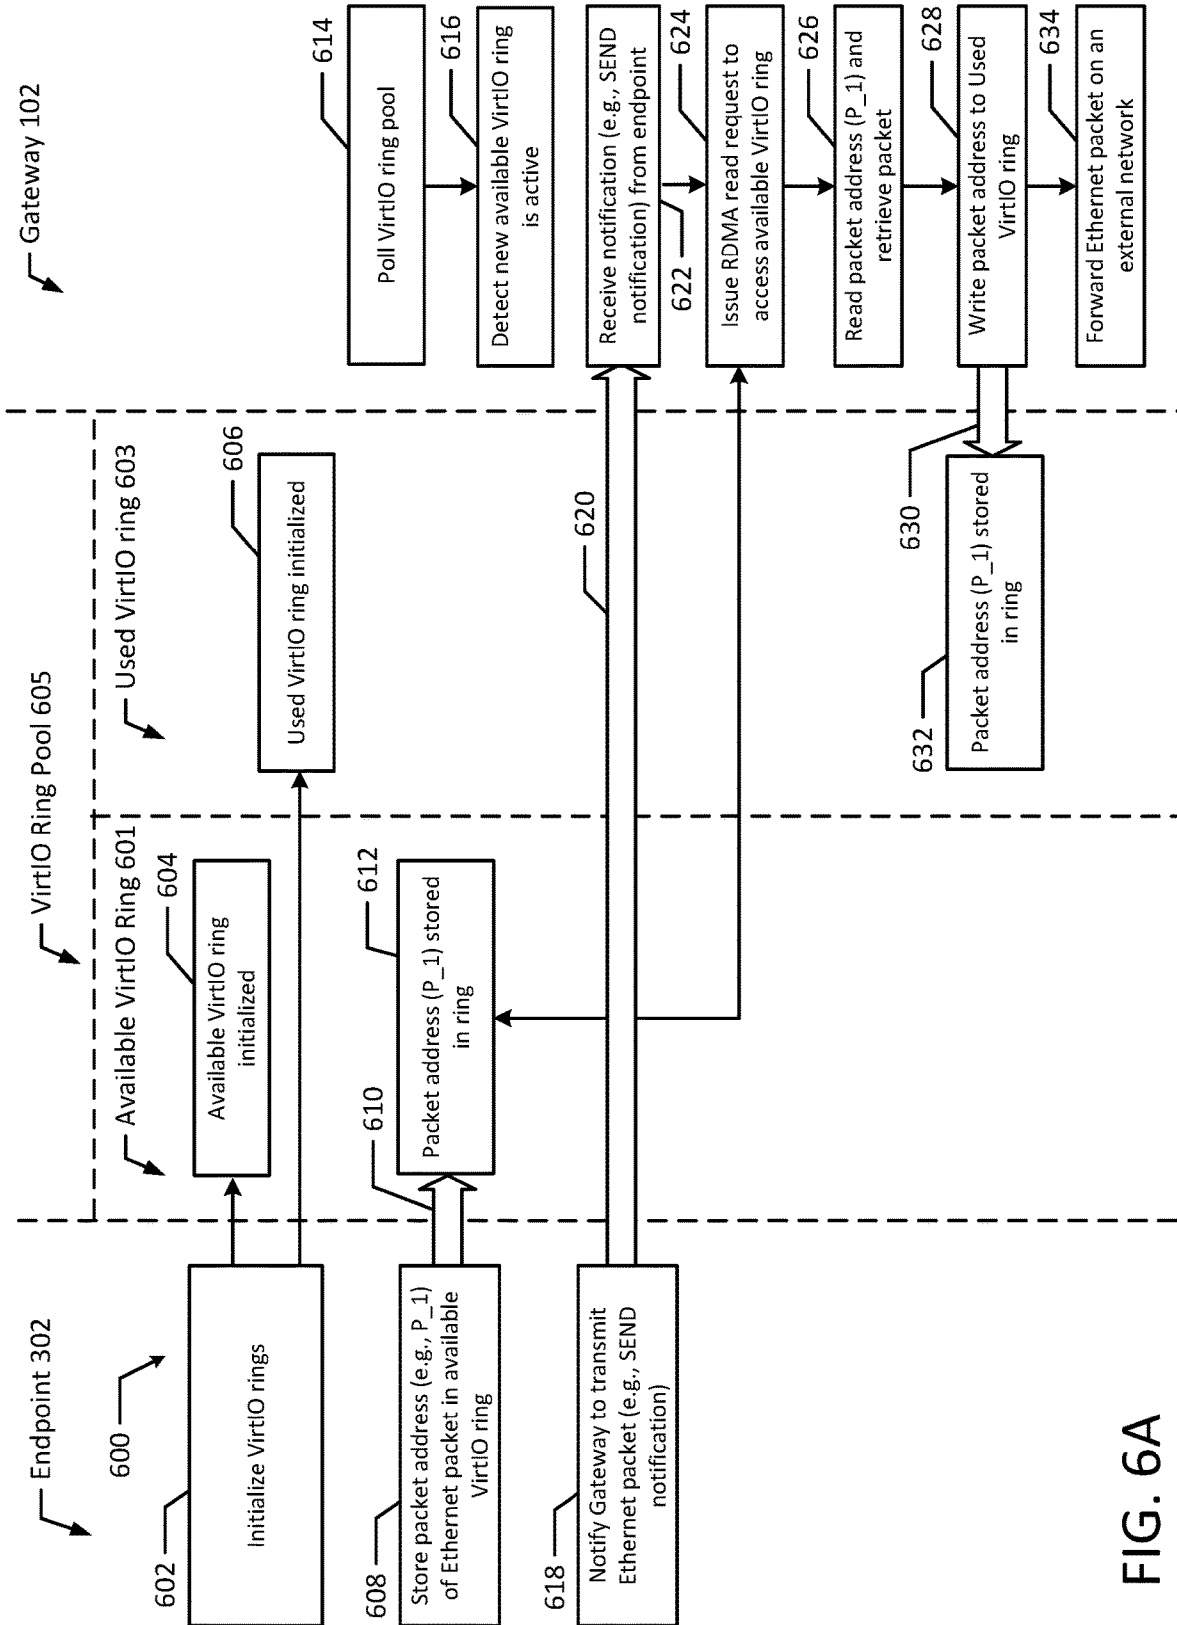 Endpoint 302
600
602
Initialize VirtIO rings
608
Store packet address (e.g., P_1)
of Ethernet packet in available
VirtIO ring
618
Notify Gateway to transmit
Ethernet packet (e.g., SEND
notification)
VirtIO Ring Pool 605
Available VirtIO Ring 601
604
Available VirtIO ring
initialized
610
612
Packet address (P_1) stored
in ring
Used VirtIO ring 603
606
Used VirtIO ring initialized
620
630
632
Packet address (P_1) stored
in ring
Gateway 102
614
Poll VirtIO ring pool
616
Detect new available VirtIO ring
is active
Receive notification (e.g., SEND
notification) from endpoint
622
624
Issue RDMA read request to
access available VirtIO ring
626
Read packet address (P_1) and
retrieve packet
628
Write packet address to Used
VirtIO ring
634
Forward Ethernet packet on an
external network
FIG. 6A